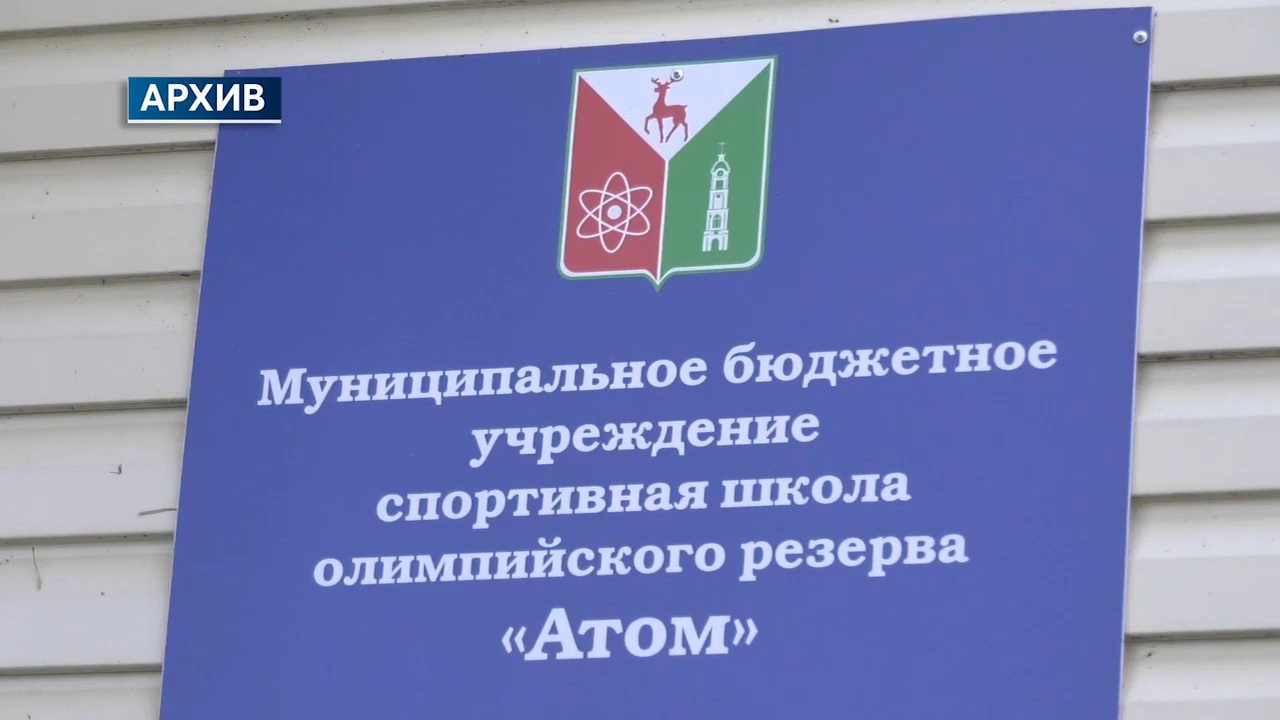 АРХИВ
Муниципальное бюджетное
учреждение
спортивная школа
олимпийского резерва
«Атом»